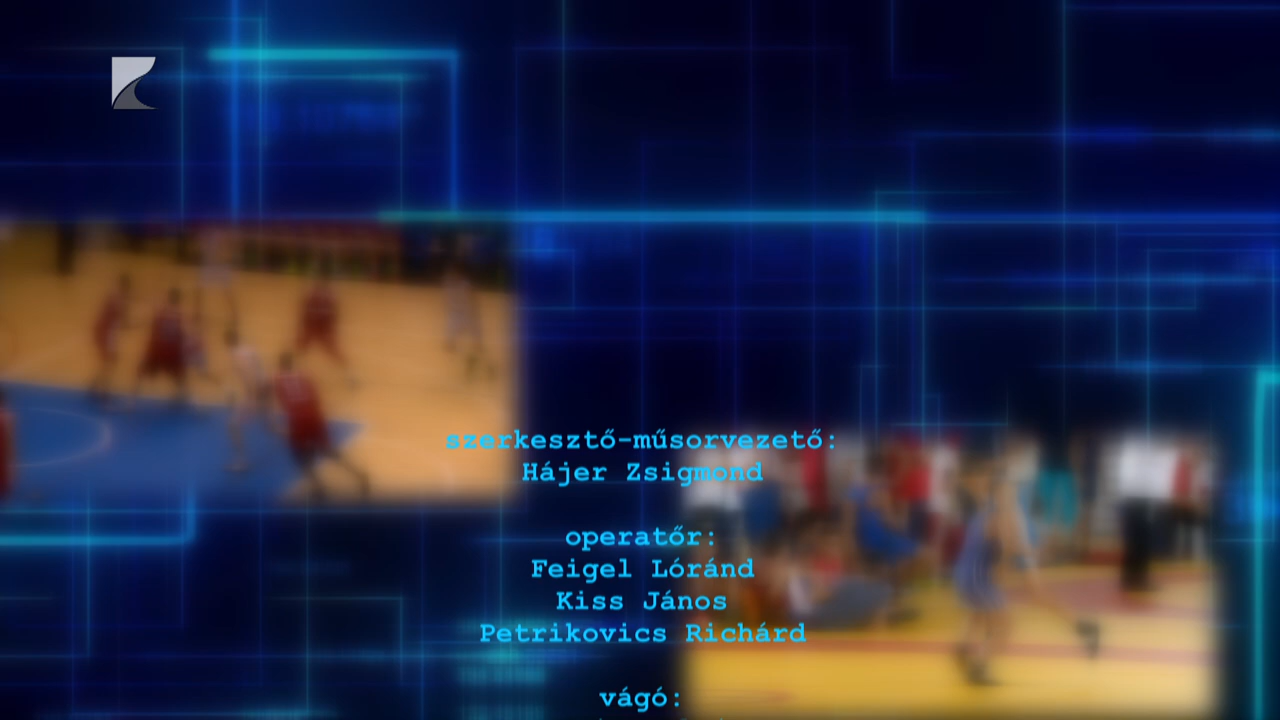 szerkesztő-műsorvezető:
Hájer Zsigmond
operatőr:
Feigel Lóránd
Kiss János
Petrikovics Richárd
vágó: